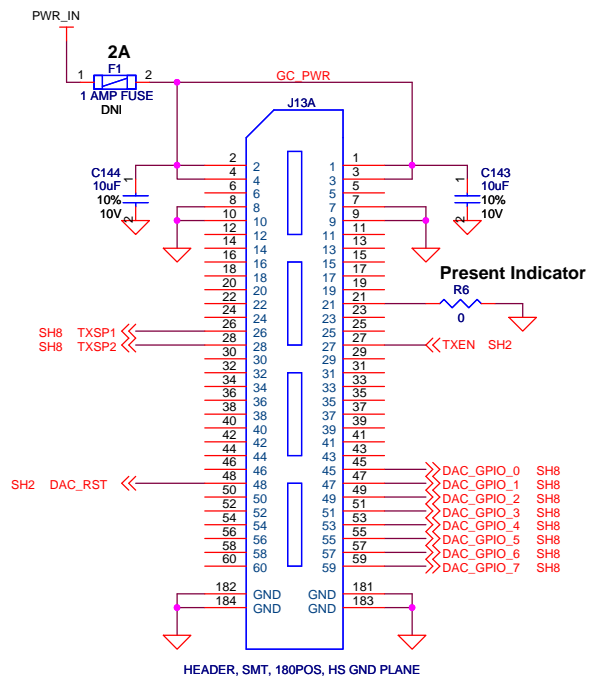 PWR_IN
2A
F1
1 2
1 AMP FUSE
DNI
GC_PWR
J13A
C144
10uF
10%
10V
1
2
C143
10uF
10%
10V
1
2
2 2 1 1
4 4 3 3
6 6 5 5
8 8 7 7
10 10 9 9
12 12 11 11
14 14 13 13
16 16 15 15
18 18 17 17
20 20 19 19
22 22 21 21
24 24 23 23
26 26 25 25
28 28 27 27
30 30 29 29
32 32 31 31
34 34 33 33
36 36 35 35
38 38 37 37
40 40 39 39
42 42 41 41
44 44 43 43
46 46 45 45
48 48 47 47
50 50 49 49
52 52 51 51
54 54 53 53
56 56 55 55
58 58 57 57
60 60 59 59
182 GND GND 181
184 GND GND 183
Present Indicator
R6
0
SH8 TXSP1
SH8 TXSP2
TXEN SH2
SH2 DAC_RST
DAC_GPIO_0 SH8
DAC_GPIO_1 SH8
DAC_GPIO_2 SH8
DAC_GPIO_3 SH8
DAC_GPIO_4 SH8
DAC_GPIO_5 SH8
DAC_GPIO_6 SH8
DAC_GPIO_7 SH8
HEADER, SMT, 180POS, HS GND PLANE